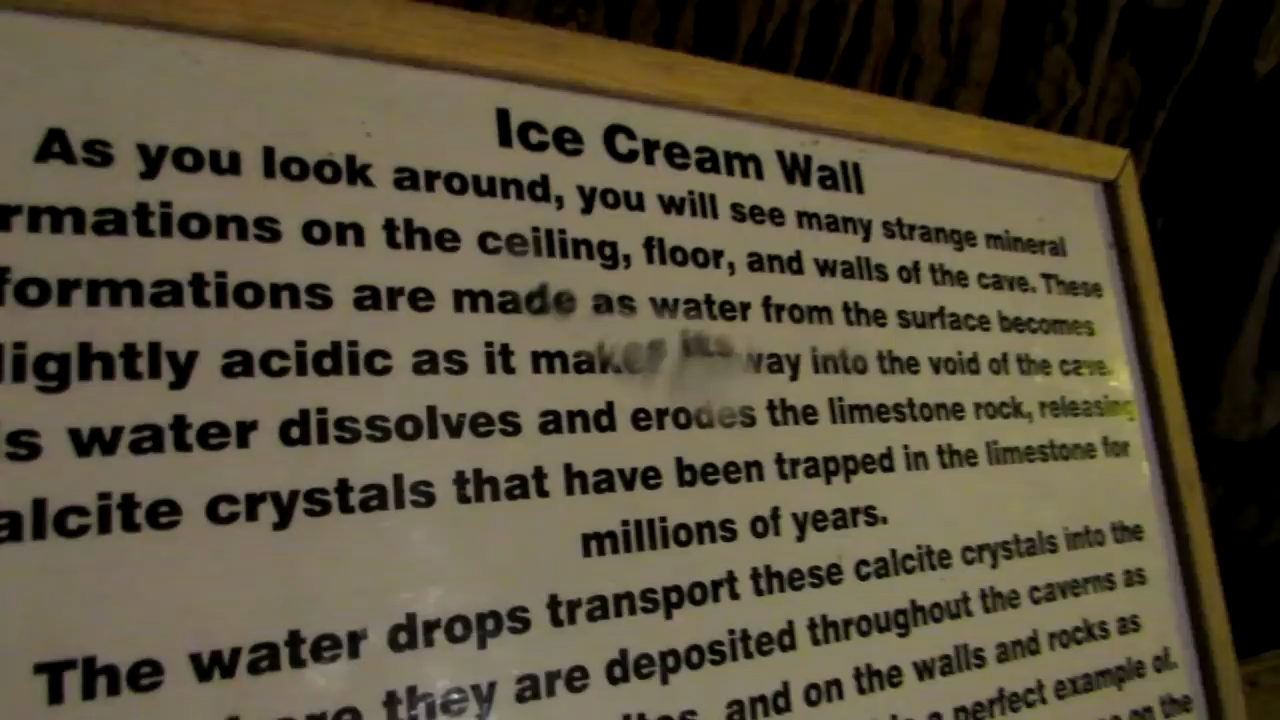 Ice Cream Wall
As you look around, you will see many strange mineral
rmations on the ceiling, floor, and walls of the cave. These
formations are made as water from the surface becomes
lightly acidic as it makes its way into the void of the cave.
s water dissolves and erodes the limestone rock, releasing
alcite crystals that have been trapped in the limestone for
millions of years.
The water drops transport these calcite crystals into the
they are deposited throughout the caverns as
and on the walls and rocks as
perfect example of.
on the